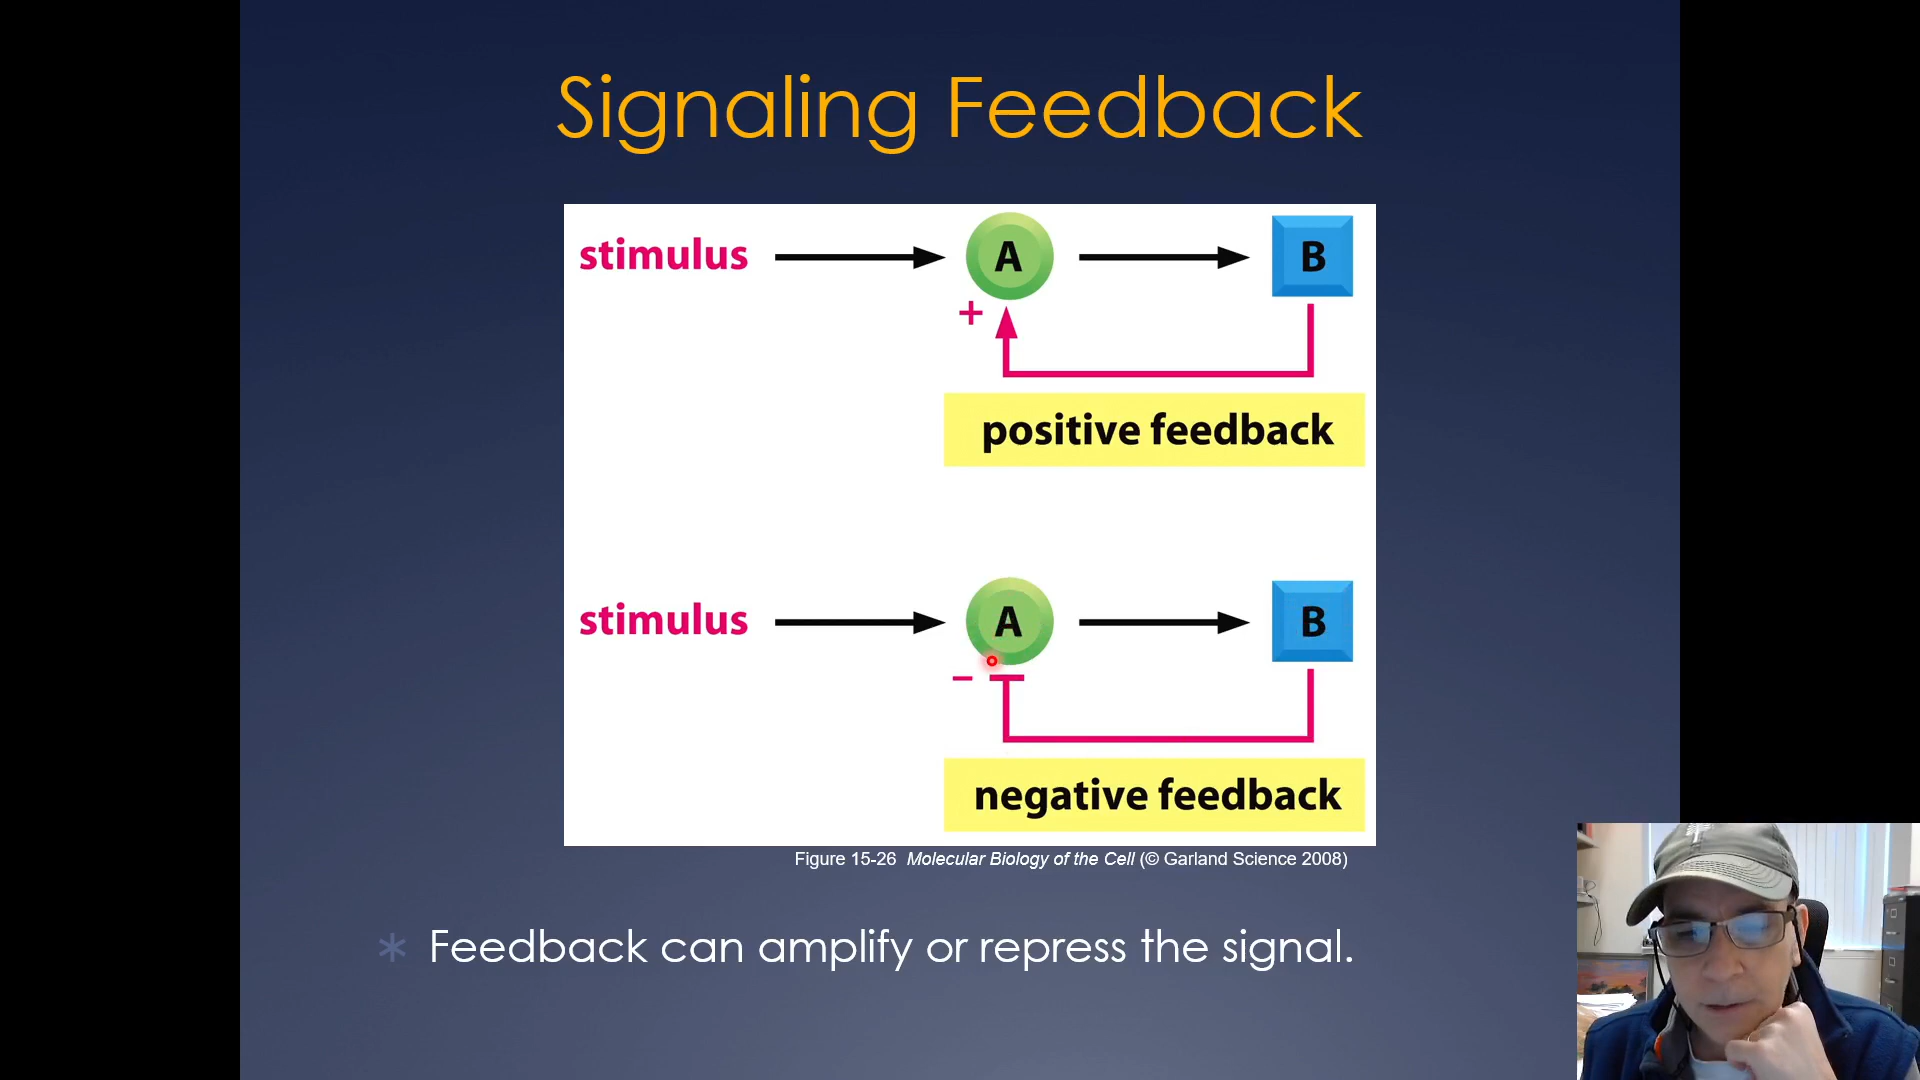 Signaling Feedback
stimulus A B
+
positive feedback
stimulus A B
–
negative feedback
Figure 15-26 Molecular Biology of the Cell (© Garland Science 2008)
* Feedback can amplify or repress the signal.